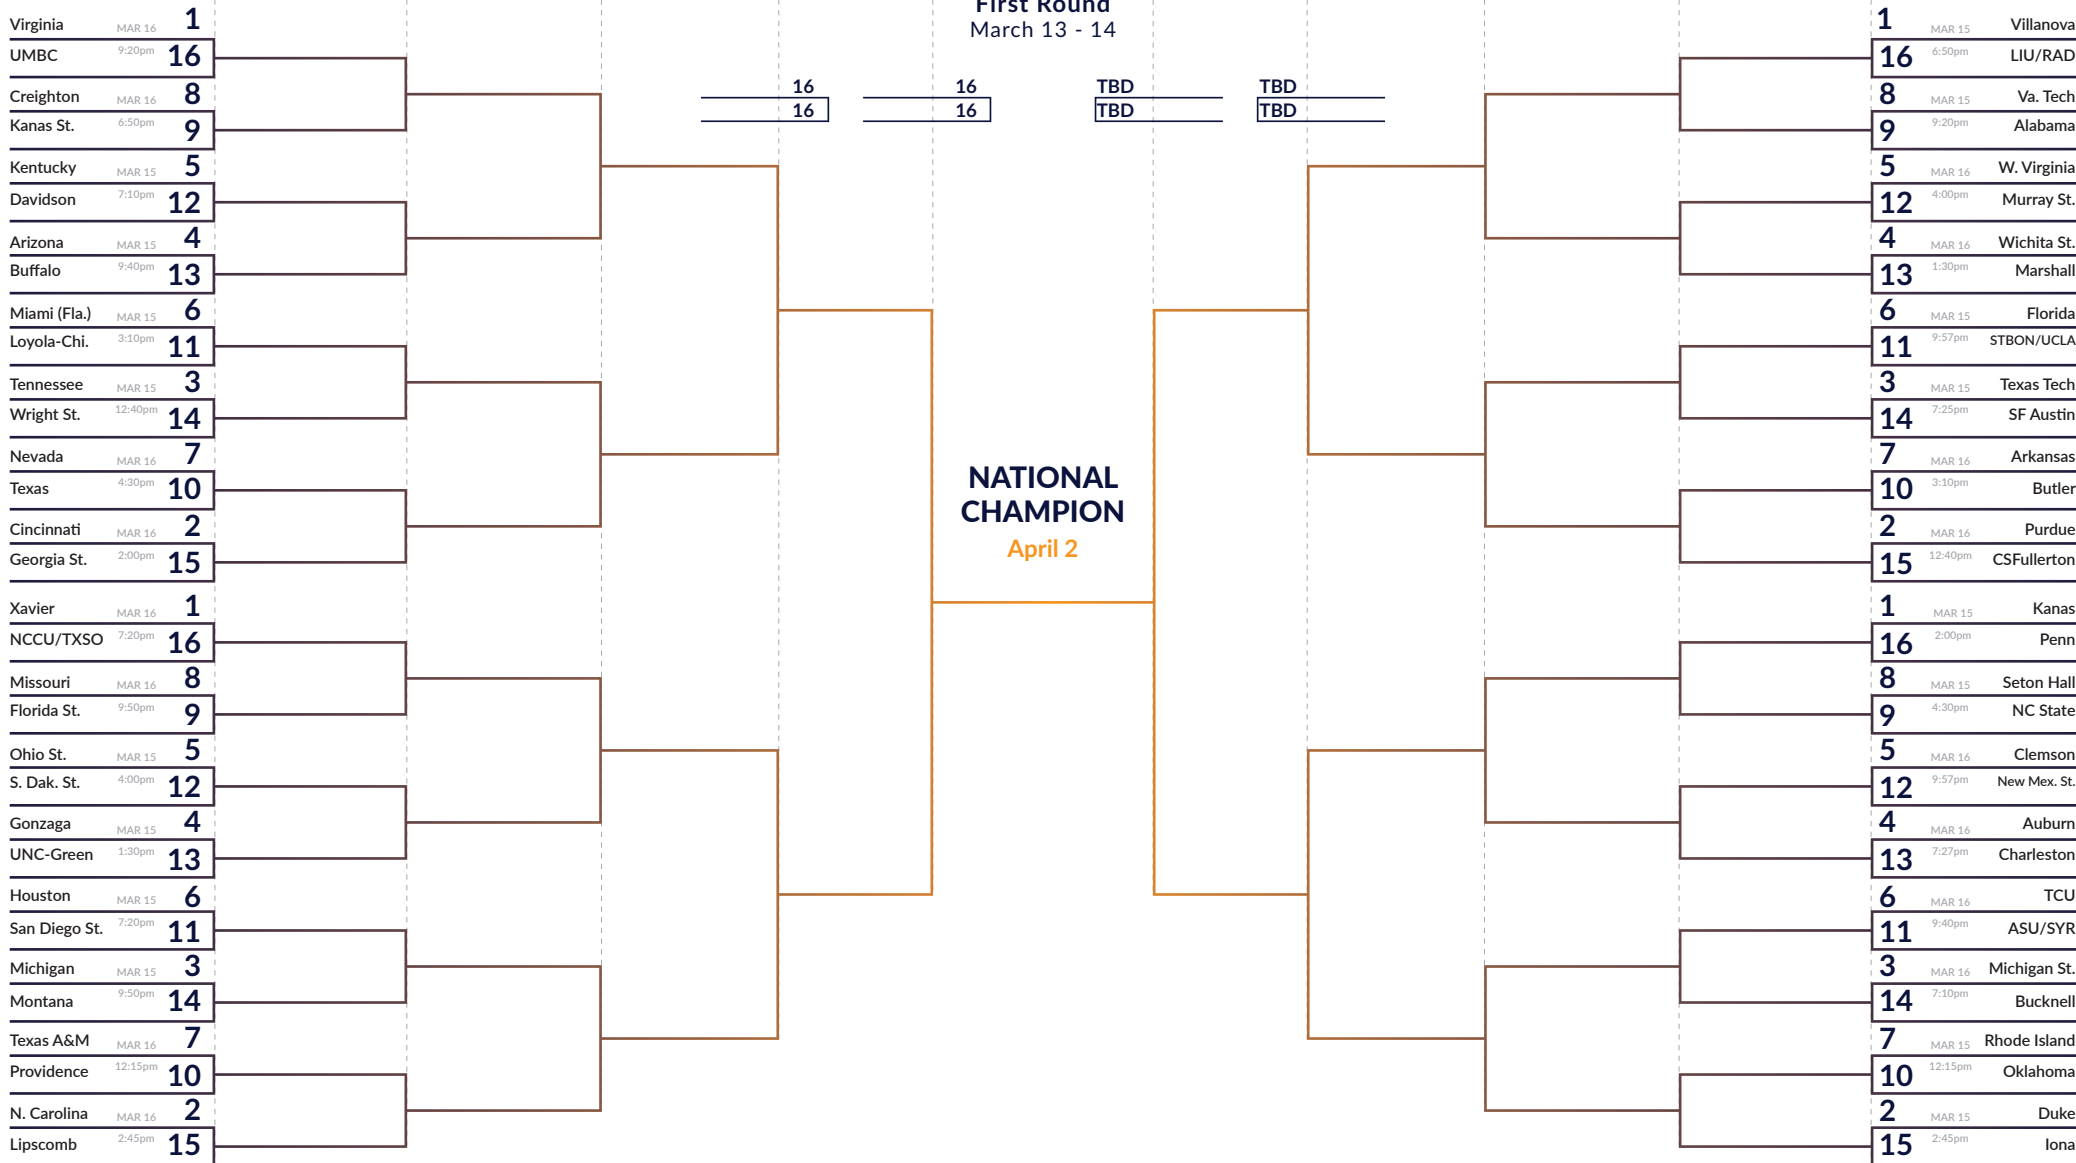 First Round
March 13 - 14
16
16
16
16
TBD
TBD
TBD
TBD
Virginia MAR 16 1
UMBC 9:20pm 16
Creighton MAR 16 8
Kanas St. 6:50pm 9
Kentucky MAR 15 5
Davidson 7:10pm 12
Arizona MAR 15 4
Buffalo 9:40pm 13
Miami (Fla.) MAR 15 6
Loyola-Chi. 3:10pm 11
Tennessee MAR 15 3
Wright St. 12:40pm 14
Nevada MAR 16 7
Texas 4:30pm 10
Cincinnati MAR 16 2
Georgia St. 2:00pm 15
Xavier MAR 16 1
NCCU/TXSO 7:20pm 16
Missouri MAR 16 8
Florida St. 9:50pm 9
Ohio St. MAR 15 5
S. Dak. St. 4:00pm 12
Gonzaga MAR 15 4
UNC-Green 1:30pm 13
Houston MAR 15 6
San Diego St. 7:20pm 11
Michigan MAR 15 3
Montana 9:50pm 14
Texas A&M MAR 16 7
Providence 12:15pm 10
N. Carolina MAR 16 2
Lipscomb 2:45pm 15
NATIONAL
CHAMPION
April 2
1 MAR 15 Villanova
16 6:50pm LIU/RAD
8 MAR 15 Va. Tech
9 9:20pm Alabama
5 MAR 16 W. Virginia
12 4:00pm Murray St.
4 MAR 16 Wichita St.
13 1:30pm Marshall
6 MAR 15 Florida
11 9:57pm STBON/UCLA
3 MAR 15 Texas Tech
14 7:25pm SF Austin
7 MAR 16 Arkansas
10 3:10pm Butler
2 MAR 16 Purdue
15 12:40pm CSFullerton
1 MAR 15 Kanas
16 2:00pm Penn
8 MAR 15 Seton Hall
9 4:30pm NC State
5 MAR 16 Clemson
12 9:57pm New Mex. St.
4 MAR 16 Auburn
13 7:27pm Charleston
6 MAR 16 TCU
11 9:40pm ASU/SYR
3 MAR 16 Michigan St.
14 7:10pm Bucknell
7 MAR 15 Rhode Island
10 12:15pm Oklahoma
2 MAR 15 Duke
15 2:45pm Iona